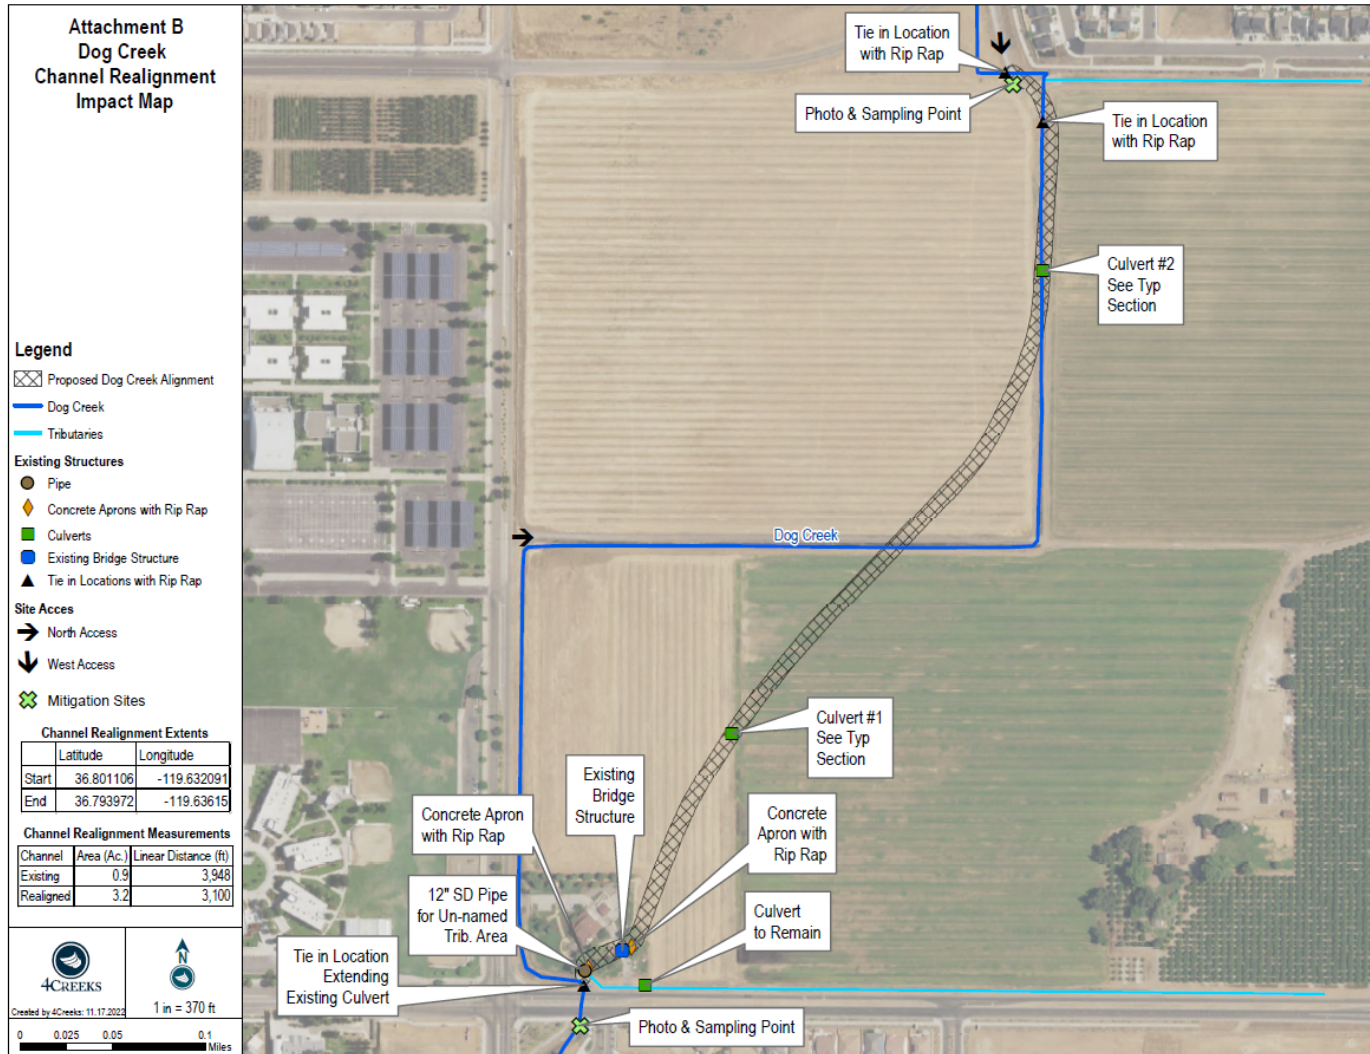 Attachment B
Dog Creek
Channel Realignment
Impact Map
Legend
Proposed Dog Creek Alignment
Dog Creek
Tributaries
Existing Structures
Pipe
Concrete Aprons with Rip Rap
Culverts
Existing Bridge Structure
Tie in Locations with Rip Rap
Site Acces
North Access
West Access
Mitigation Sites
Channel Realignment Extents
Latitude Longitude
Start 36.801106 -119.632091
End 36.793972 -119.63615
Channel Realignment Measurements
Channel Area (Ac.) Linear Distance (ft)
Existing 0.9 3,948
Realigned 3.2 3,100
4CREEKS
Created by 4Creeks: 11.17.2022
N
1 in = 370 ft
0 0.025 0.05 0.1
Miles
Tie in Location
with Rip Rap
Photo & Sampling Point
Tie in Location
with Rip Rap
Culvert #2
See Typ
Section
Dog Creek
Culvert #1
See Typ
Section
Existing
Bridge
Structure
Concrete Apron
with Rip Rap
Concrete
Apron with
Rip Rap
12" SD Pipe
for Un-named
Trib. Area
Culvert
to Remain
Tie in Location
Extending
Existing Culvert
Photo & Sampling Point